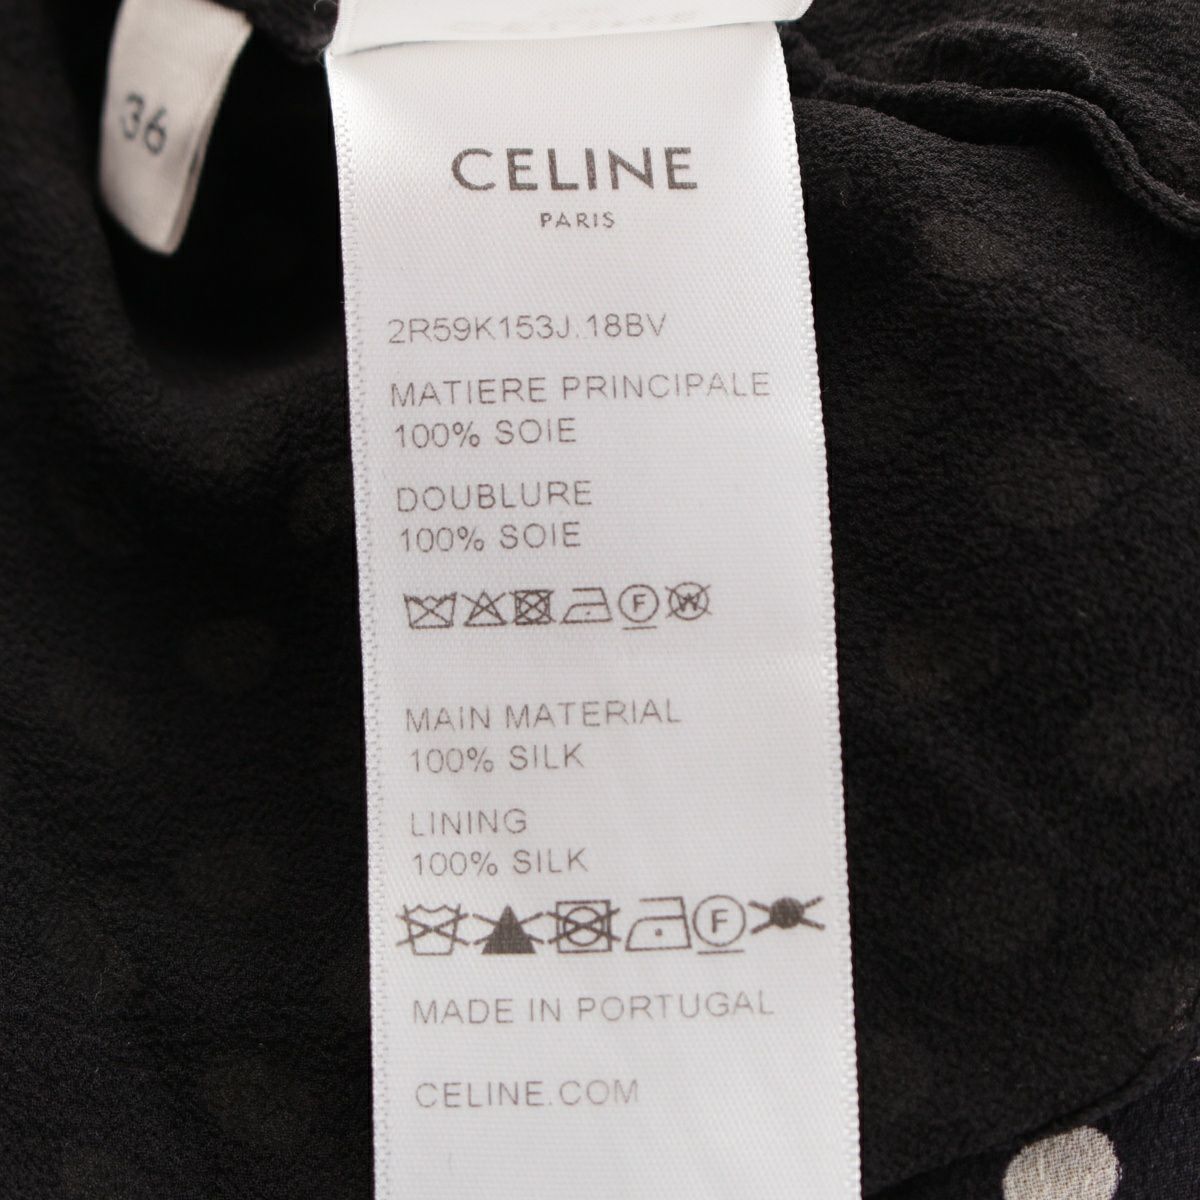 36
CELINE
PARIS
2R59K153J.18BV
MATIERE PRINCIPALE
100% SOIE
DOUBLURE
100% SOIE
F W
MAIN MATERIAL
100% SILK
LINING
100% SILK
F
MADE IN PORTUGAL
CELINE.COM